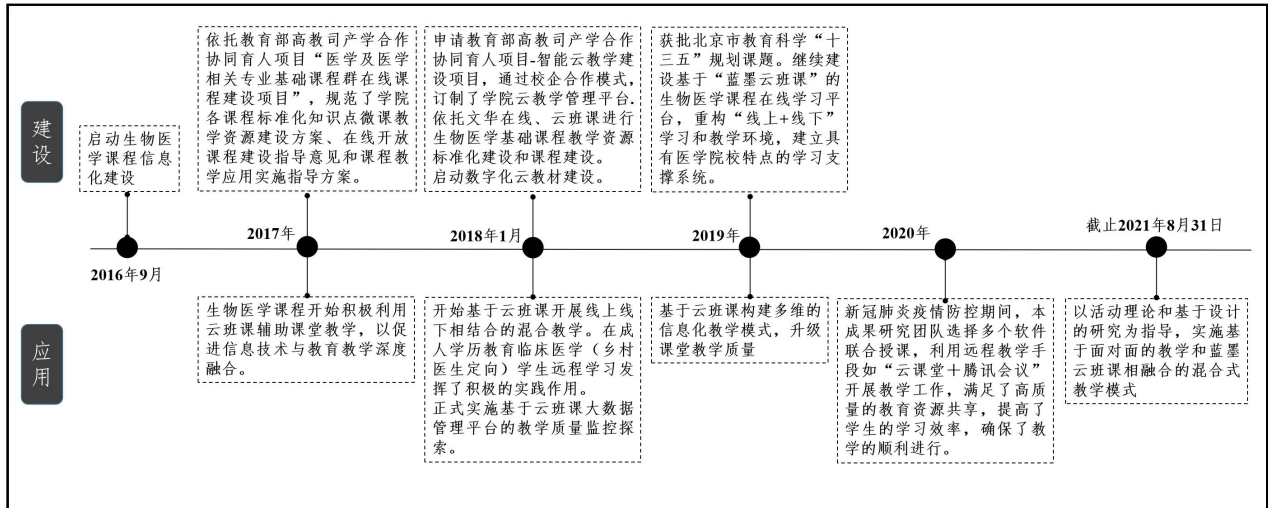 建设
启动生物医
学课程信息
化建设
依托教育部高教司产学合作
协同育人项目“医学及医学
相关专业基础课程群在线课
程建设项目”，规范了学院
各课程标准化知识点微课教
学资源建设方案、在线开放
课程建设指导意见和课程教
学应用实施指导方案。
申请教育部高教司产学合作
协同育人项目-智能云教学建
设项目，通过校企合作模式，
订制了学院云教学管理平台.
依托文华在线、云班课进行
生物医学基础课程教学资源
标准化建设和课程建设。
启动数字化云教材建设。
获批北京市教育科学“十
三五”规划课题。继续
建设基于“蓝墨云班课”的
生物医学课程在线学习平
台，重构“线上+线下”
学习和教学环境，建立具
有医学院校特点的学习支
撑系统。
2016年9月
2017年
2018年1月
2019年
2020年
截止2021年8月31日
应用
生物医学课程开始积极利用
云班课辅助课堂教学，以促
进信息技术与教育教学深度
融合。
开始基于云班课开展线上线
下相结合的混合教学。在成
人学历教育临床医学（乡村
医生定向）学生远程学习发
挥了积极的实践作用。
正式实施基于云班课大数据
管理平台的教学质量监控探
索。
基于云班课构建多维的
信息化教学模式，升级
课堂教学质量
新冠肺炎疫情防控期间，本
成果研究团队选择多个软件
联合授课，利用远程教学手
段如“云课堂＋腾讯会议”
开展教学工作，满足了高质
量的教育资源共享，提高了
学生的学习效率，确保了教
学的顺利进行。
以活动理论和基于设计
的研究为指导，实施基
于面对面的教学和蓝墨
云班课相融合的混合式
教学模式